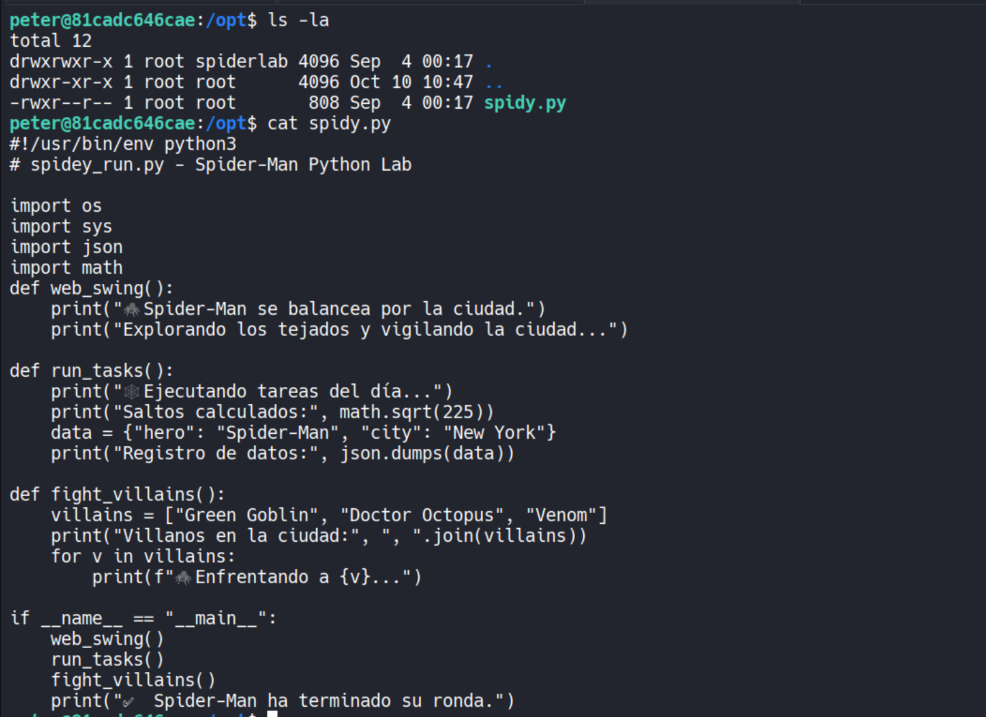 peter@81cadc646cae:/opt$ ls -la
total 12
drwxrwxr-x 1 root spiderlab 4096 Sep  4 00:17 .
drwxr-xr-x 1 root root      4096 Oct 10 10:47 ..
-rwxr--r-- 1 root root       808 Sep  4 00:17 spidy.py
peter@81cadc646cae:/opt$ cat spidy.py
#!/usr/bin/env python3
# spidey_run.py - Spider-Man Python Lab

import os
import sys
import json
import math
def web_swing():
    print("🕷Spider-Man se balancea por la ciudad.")
    print("Explorando los tejados y vigilando la ciudad...")

def run_tasks():
    print("🕸Ejecutando tareas del día...")
    print("Saltos calculados:", math.sqrt(225))
    data = {"hero": "Spider-Man", "city": "New York"}
    print("Registro de datos:", json.dumps(data))

def fight_villains():
    villains = ["Green Goblin", "Doctor Octopus", "Venom"]
    print("Villanos en la ciudad:", ", ".join(villains))
    for v in villains:
        print(f"🕷Enfrentando a {v}...")

if __name__ == "__main__":
    web_swing()
    run_tasks()
    fight_villains()
    print("✅ Spider-Man ha terminado su ronda.")
peter@81cadc646cae:/opt$